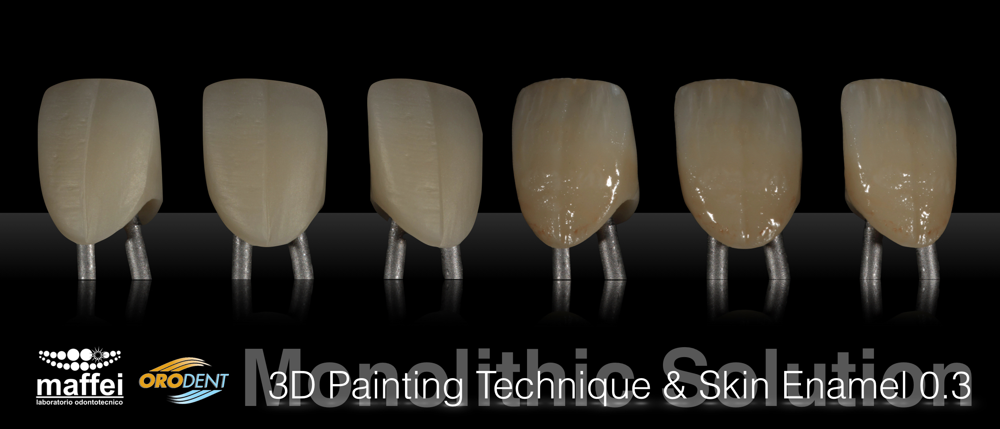 maffei
laboratorio odontotecnico
ORODENT
Monolithic Solution
3D Painting Technique & Skin Enamel 0.3